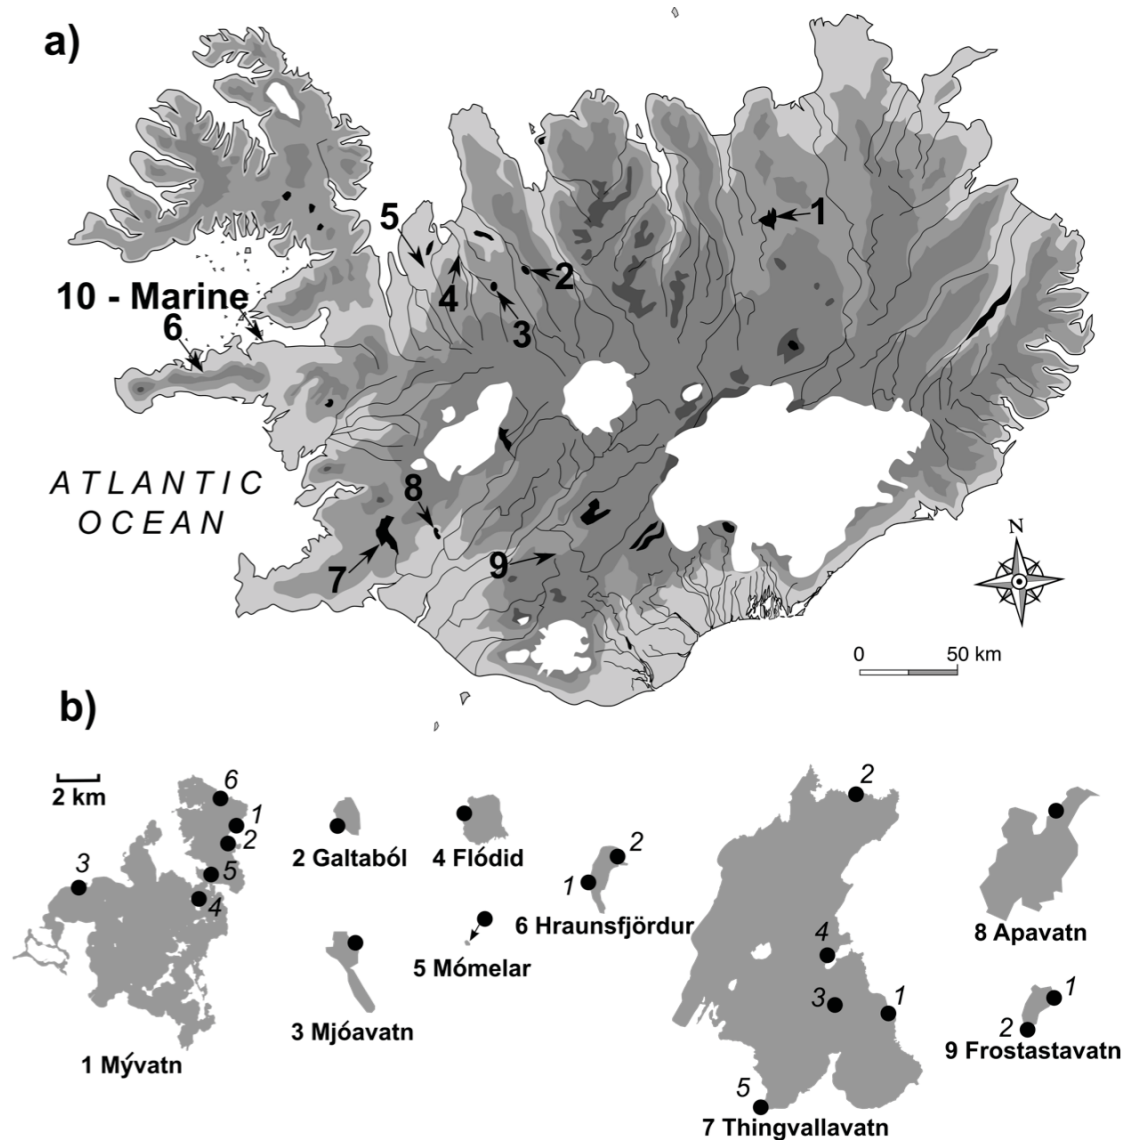 a)
1
5
2
4
3
10 - Marine
6
ATLANTIC
OCEAN
8
9
7
N
0 50 km
b)
2 km
6
1
2
3
5
4
1 Mývatn
2 Galtaból
4 Flódid
3 Mjóavatn
5 Mómelar
2
1
6 Hraunsfjördur
2
4
3
1
5
7 Thingvallavatn
8 Apavatn
1
2
9 Frostastavatn